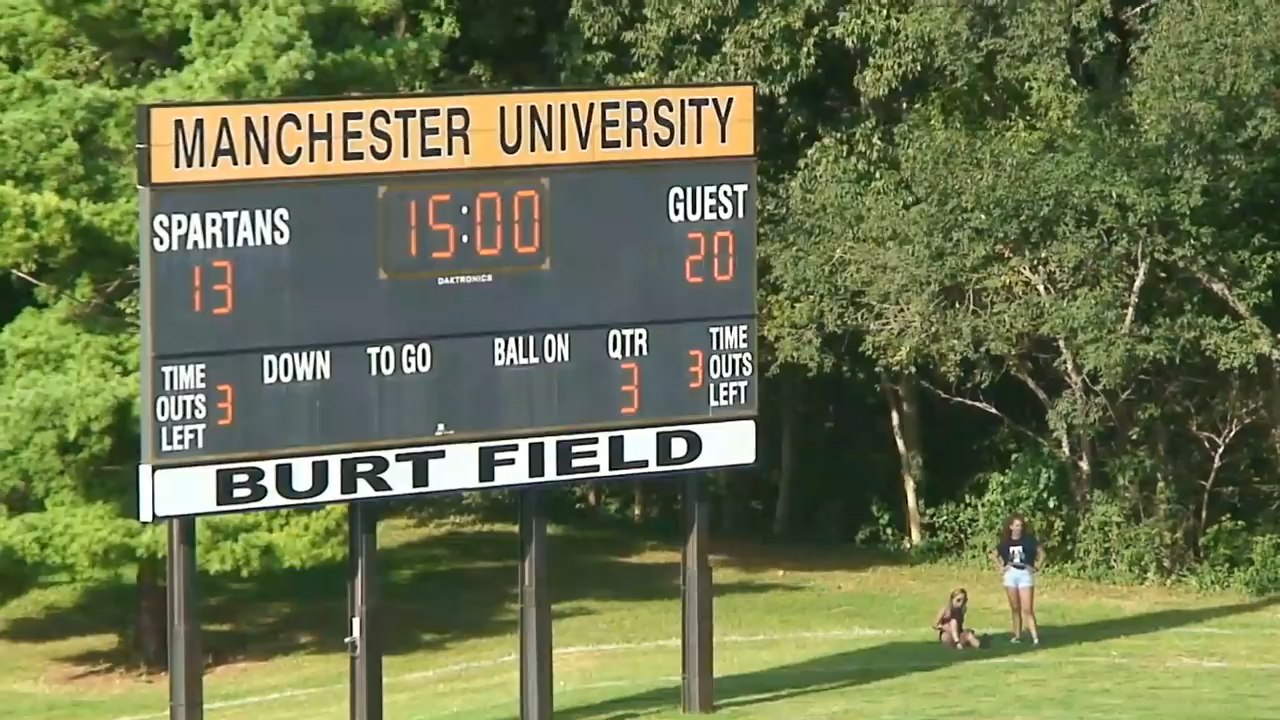 MANCHESTER UNIVERSITY
SPARTANS 15:00 GUEST
13 DAKTRONICS 20
DOWN TO GO BALL ON QTR
TIME OUTS LEFT 3 3 3 TIME OUTS LEFT
BURT FIELD